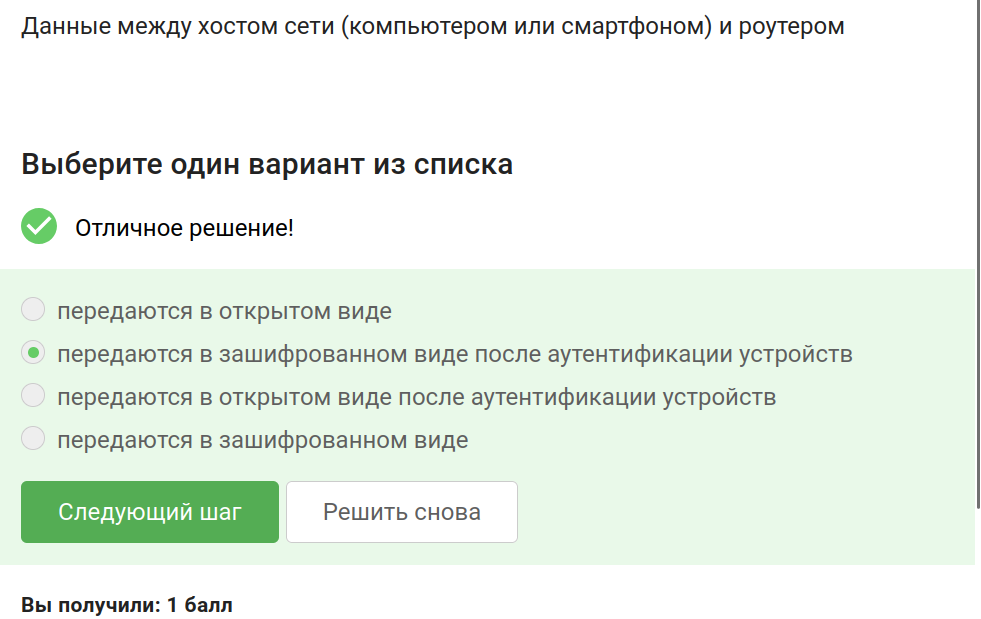 Данные между хостом сети (компьютером или смартфоном) и роутером
Выберите один вариант из списка
Отличное решение!
передаются в открытом виде
передаются в зашифрованном виде после аутентификации устройств
передаются в открытом виде после аутентификации устройств
передаются в зашифрованном виде
Следующий шаг
Решить снова
Вы получили: 1 балл